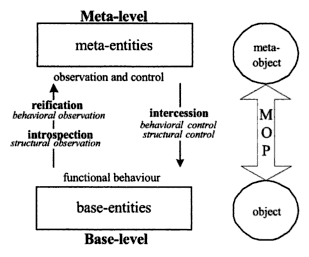 Meta-level
meta-entities
observation and control
reification
behavioral observation
introspection
structural observation
intercession
behavioral control
structural control
functional behaviour
base-entities
Base-level
meta-
object
M
O
P
object